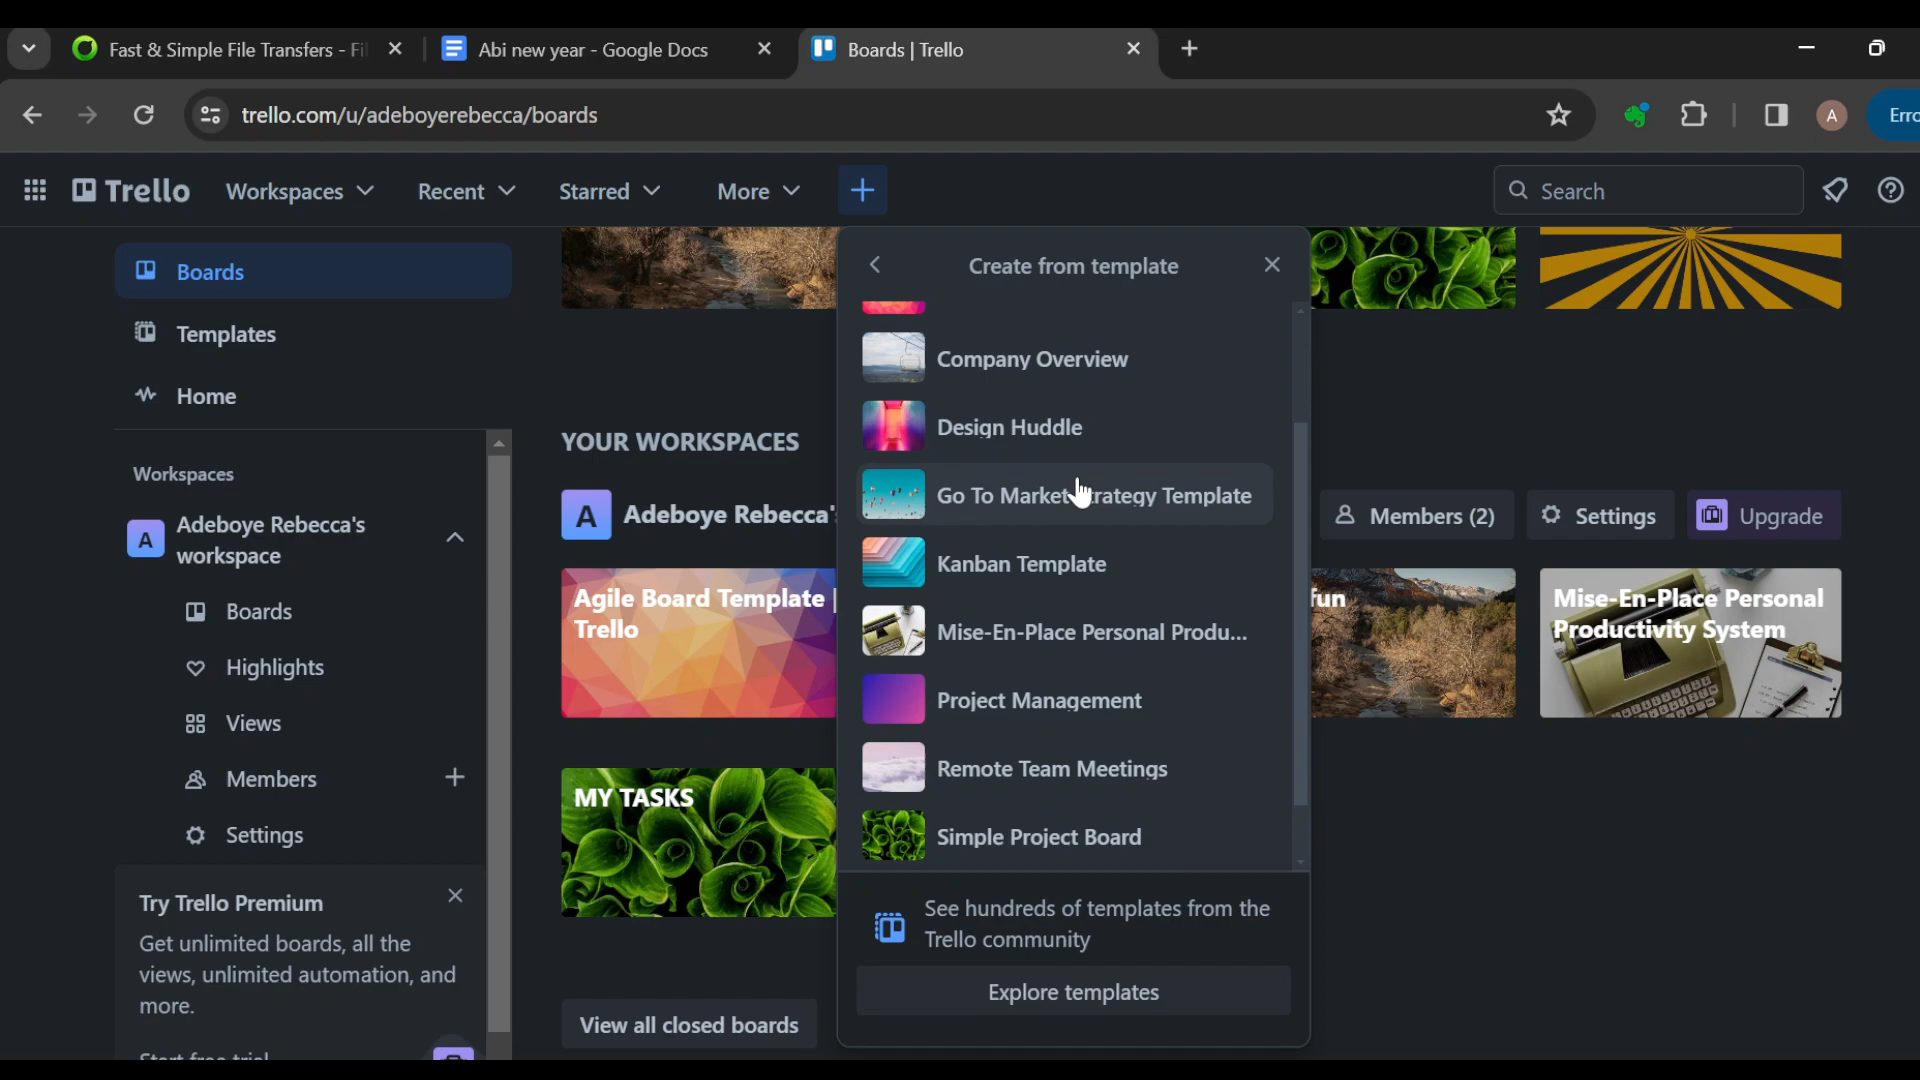 Fast & Simple File Transfers - Fil
Abi new year - Google Docs
Boards | Trello
trello.com/u/adeboyerebecca/boards
A
Erro
Trello
Workspaces
Recent
Starred
More
Search
Boards
Templates
Home
Workspaces
A
Adeboye Rebecca's
workspace
Boards
Highlights
Views
Members
Settings
Try Trello Premium
Get unlimited boards, all the
views, unlimited automation, and
more.
Start free trial
YOUR WORKSPACES
A
Adeboye Rebecca's
Members (2)
Settings
Upgrade
Agile Board Template |
Trello
fun
Mise-En-Place Personal
Productivity System
MY TASKS
View all closed boards
Create from template
Company Overview
Design Huddle
Go To Market Strategy Template
Kanban Template
Mise-En-Place Personal Produ...
Project Management
Remote Team Meetings
Simple Project Board
See hundreds of templates from the
Trello community
Explore templates